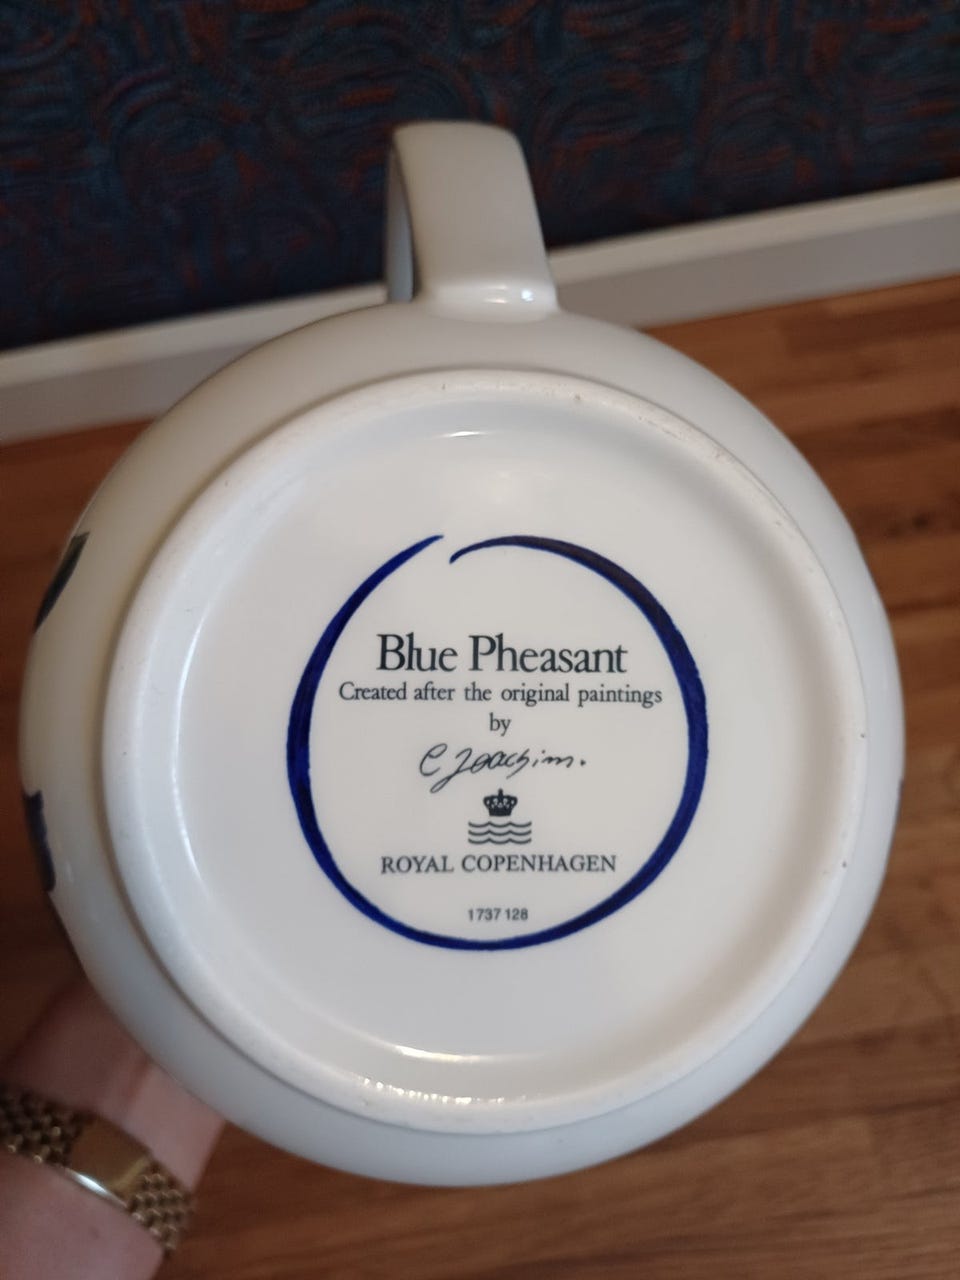 Blue Pheasant
Created after the original paintings
by
C Joachim.
ROYAL COPENHAGEN
1737 128